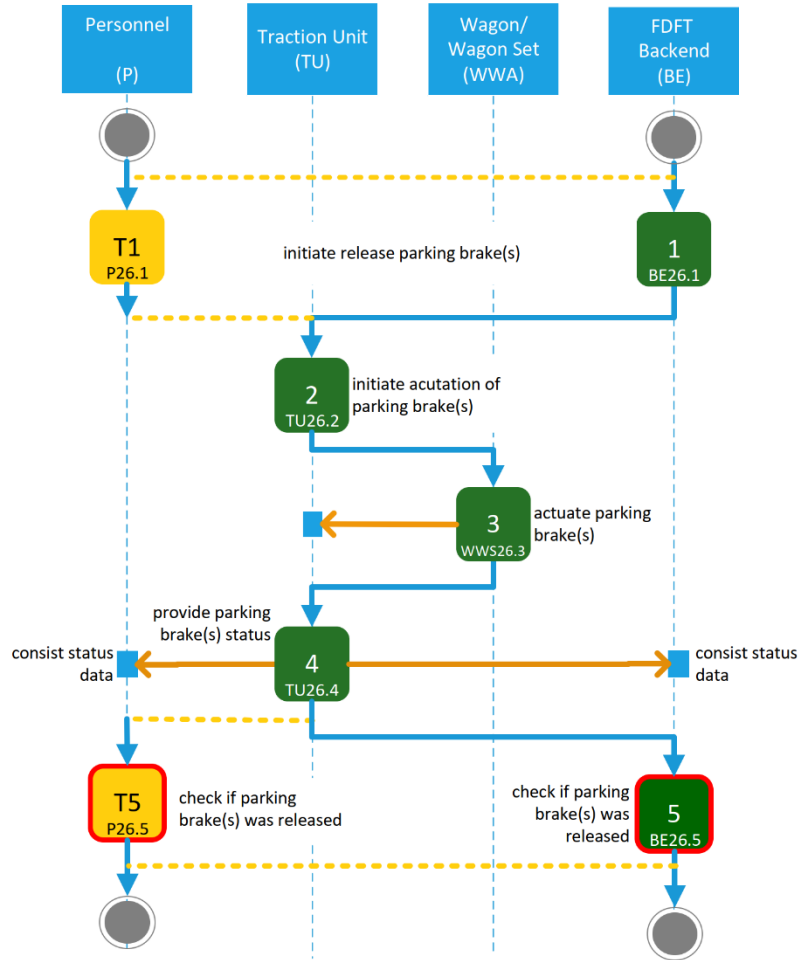 Personnel
(P)
Traction Unit
(TU)
Wagon/
Wagon Set
(WWA)
FDFT
Backend
(BE)
T1
P26.1
initiate release parking brake(s)
1
BE26.1
2
TU26.2
initiate acutation of
parking brake(s)
3
WWS26.3
actuate parking
brake(s)
provide parking
brake(s) status
consist status
data
4
TU26.4
consist status
data
T5
P26.5
check if parking
brake(s) was released
check if parking
brake(s) was
released
5
BE26.5